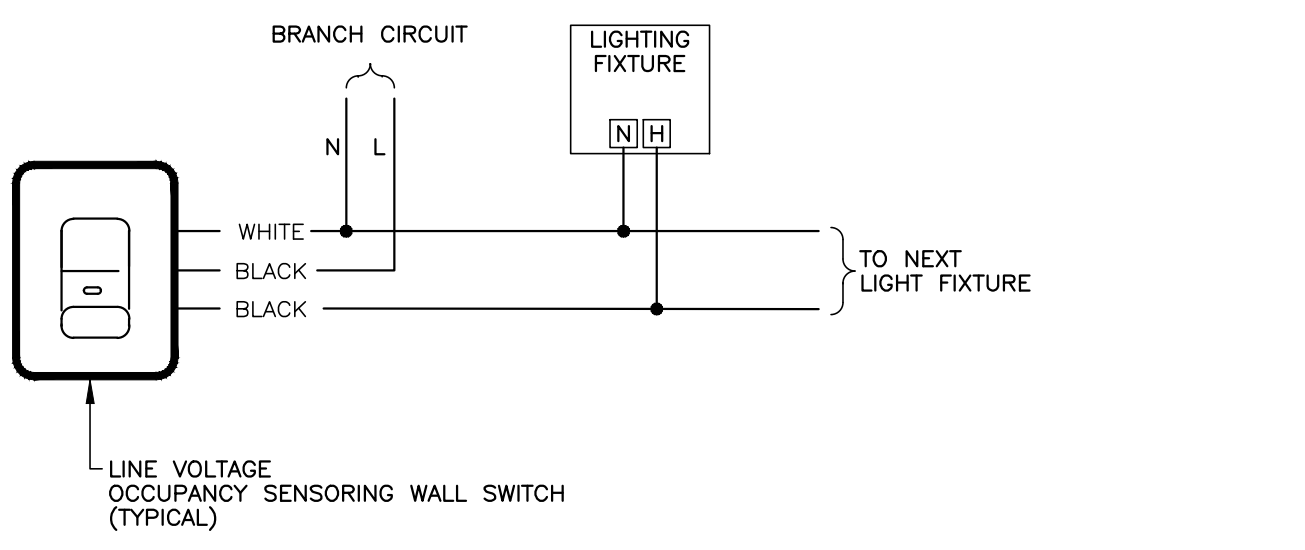 BRANCH CIRCUIT
LIGHTING
FIXTURE
N H
N L
WHITE
BLACK
BLACK
TO NEXT
LIGHT FIXTURE
LINE VOLTAGE
OCCUPANCY SENSORING WALL SWITCH
(TYPICAL)